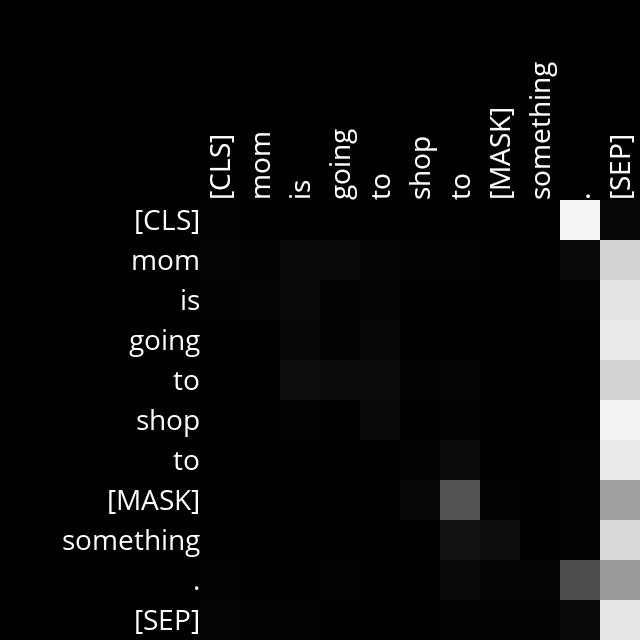 [CLS] mom is going to shop to [MASK] something . [SEP]
[CLS]
mom
is
going
to
shop
to
[MASK]
something
.
[SEP]